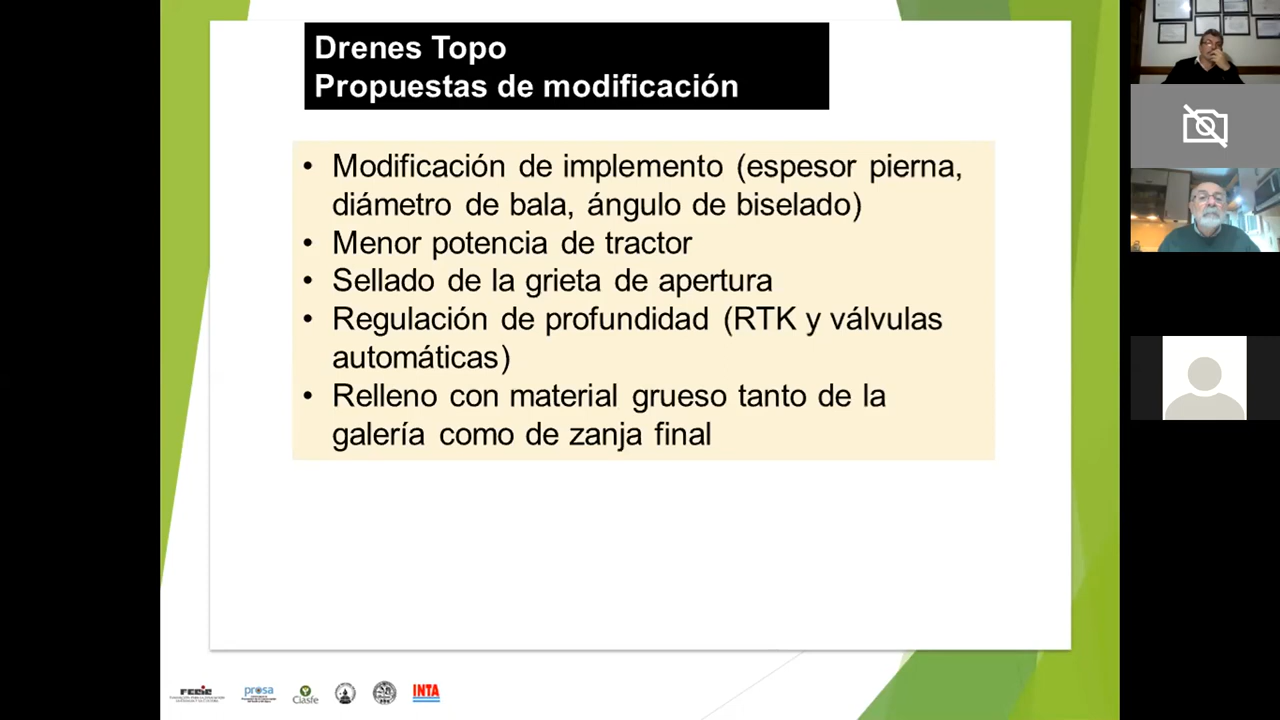 Drenes Topo
Propuestas de modificación
• Modificación de implemento (espesor pierna,
diámetro de bala, ángulo de biselado)
• Menor potencia de tractor
• Sellado de la grieta de apertura
• Regulación de profundidad (RTK y válvulas
automáticas)
• Relleno con material grueso tanto de la
galería como de zanja final
prosa
Ciasfe
INTA